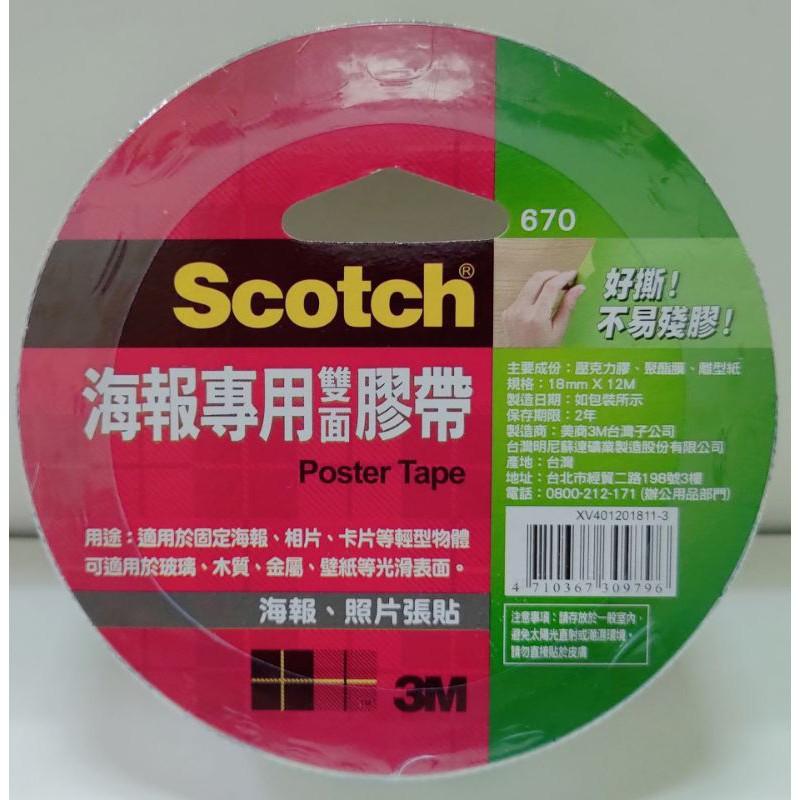 670
Scotch®
好撕!
不易殘膠!
海報專用雙面膠帶
Poster Tape
用途:適用於固定海報、相片、卡片等輕型物體
可適用於玻璃、木質、金屬、壁紙等光滑表面。
海報、照片張貼
3M
TM
主要成份:壓克力膠、聚酯膜、離型紙
規格:18mm X 12M
製造日期:如包裝所示
保存期限:2年
製造商:美商3M台灣子公司
台灣明尼蘇達礦業製造股份有限公司
產地:台灣
地址:台北市經貿二路198號3樓
電話:0800-212-171 (辦公用品部門)
XV401201811-3
4 710367 309796
注意事項:請存放於一般室內,
避免太陽光直射或潮濕環境。
請勿直接貼於皮膚